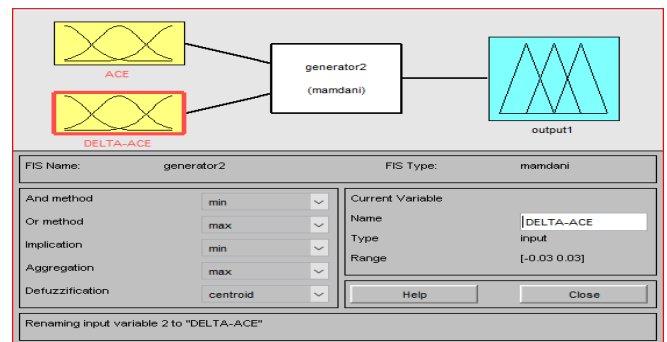 ACE
DELTA-ACE
generator2
(mamdani)
output1
FIS Name: generator2 FIS Type: mamdani
And method min
Or method max
Implication min
Aggregation max
Defuzzification centroid
Current Variable
Name DELTA-ACE
Type input
Range [-0.03 0.03]
Help Close
Renaming input variable 2 to "DELTA-ACE"